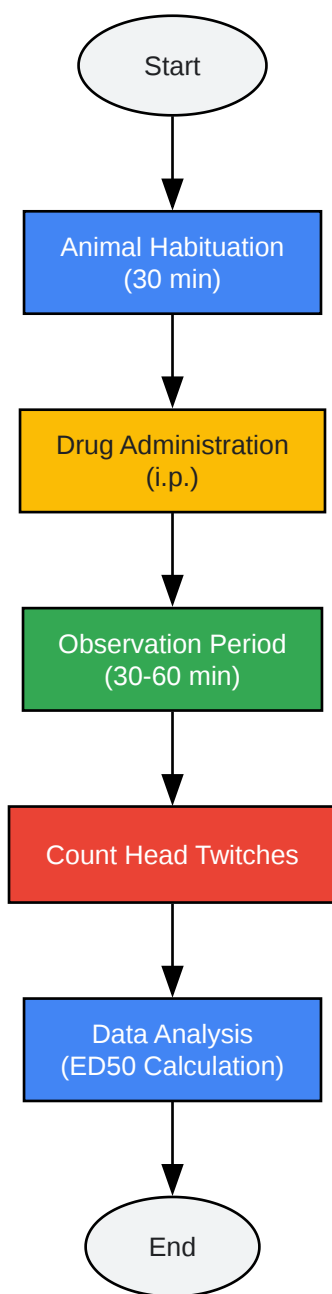 Start
Animal Habituation
(30 min)
Drug Administration
(i.p.)
Observation Period
(30-60 min)
Count Head Twitches
Data Analysis
(ED50 Calculation)
End